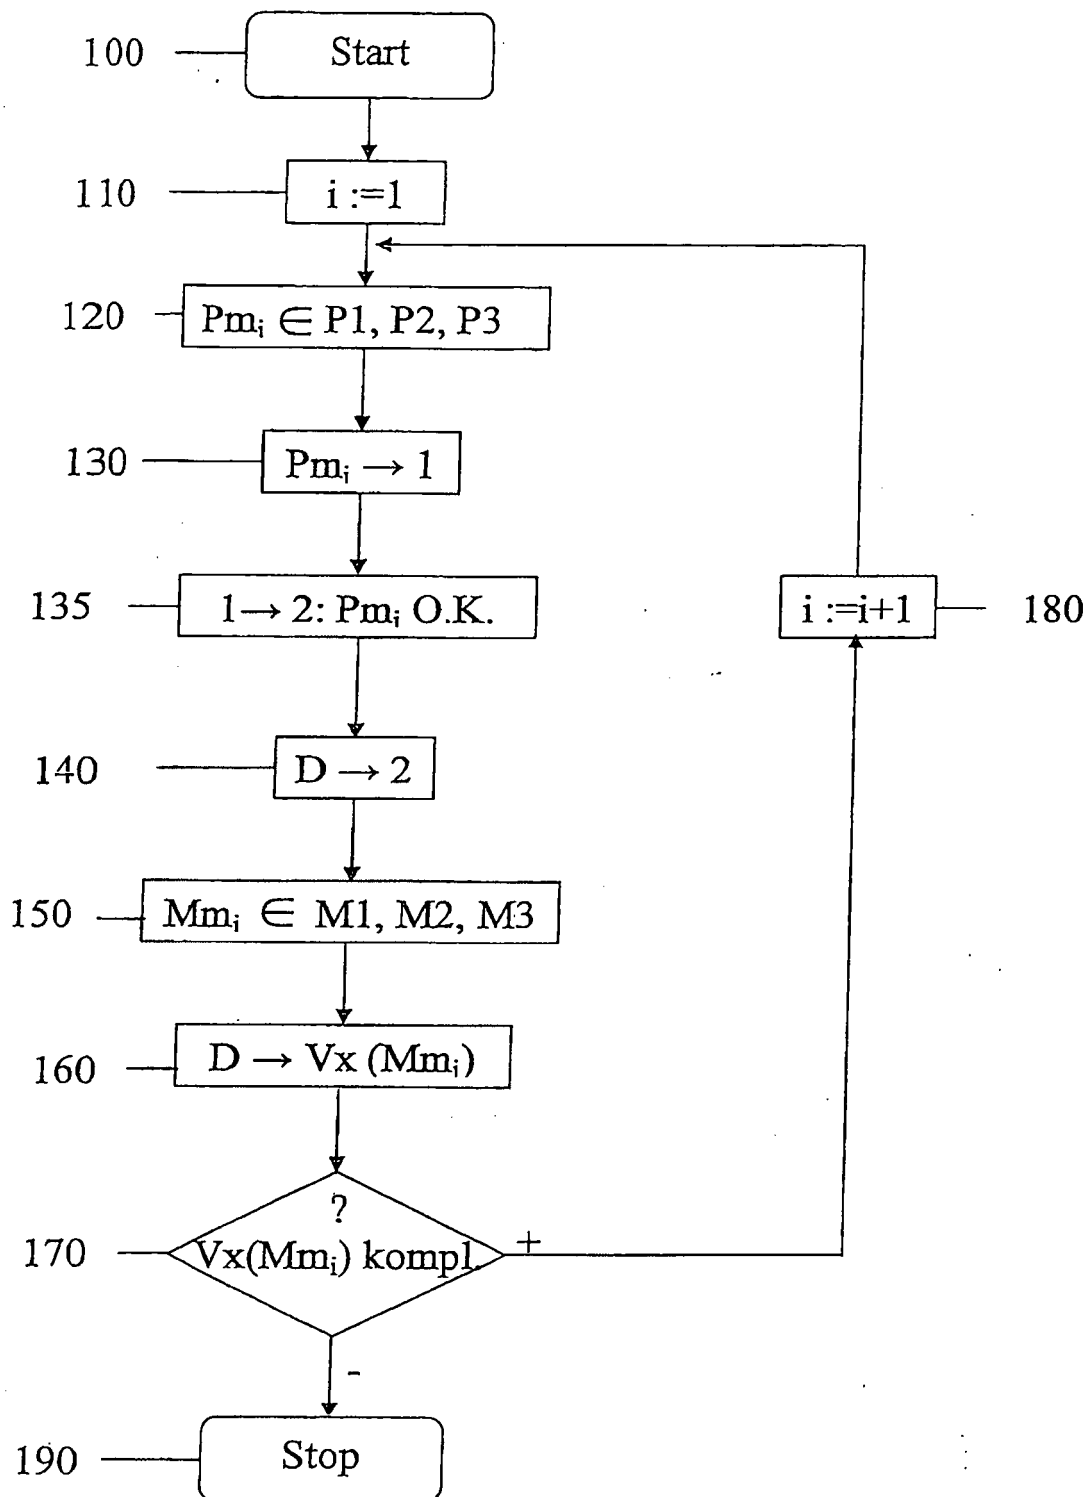 100 Start
110 i :=1
120 Pmi ∈ P1, P2, P3
130 Pmi → 1
135 1→ 2: Pmi O.K.
i :=i+1 180
140 D → 2
150 Mmi ∈ M1, M2, M3
160 D → Vx (Mmi)
?
170 Vx(Mmi) kompl. +
-
190 Stop